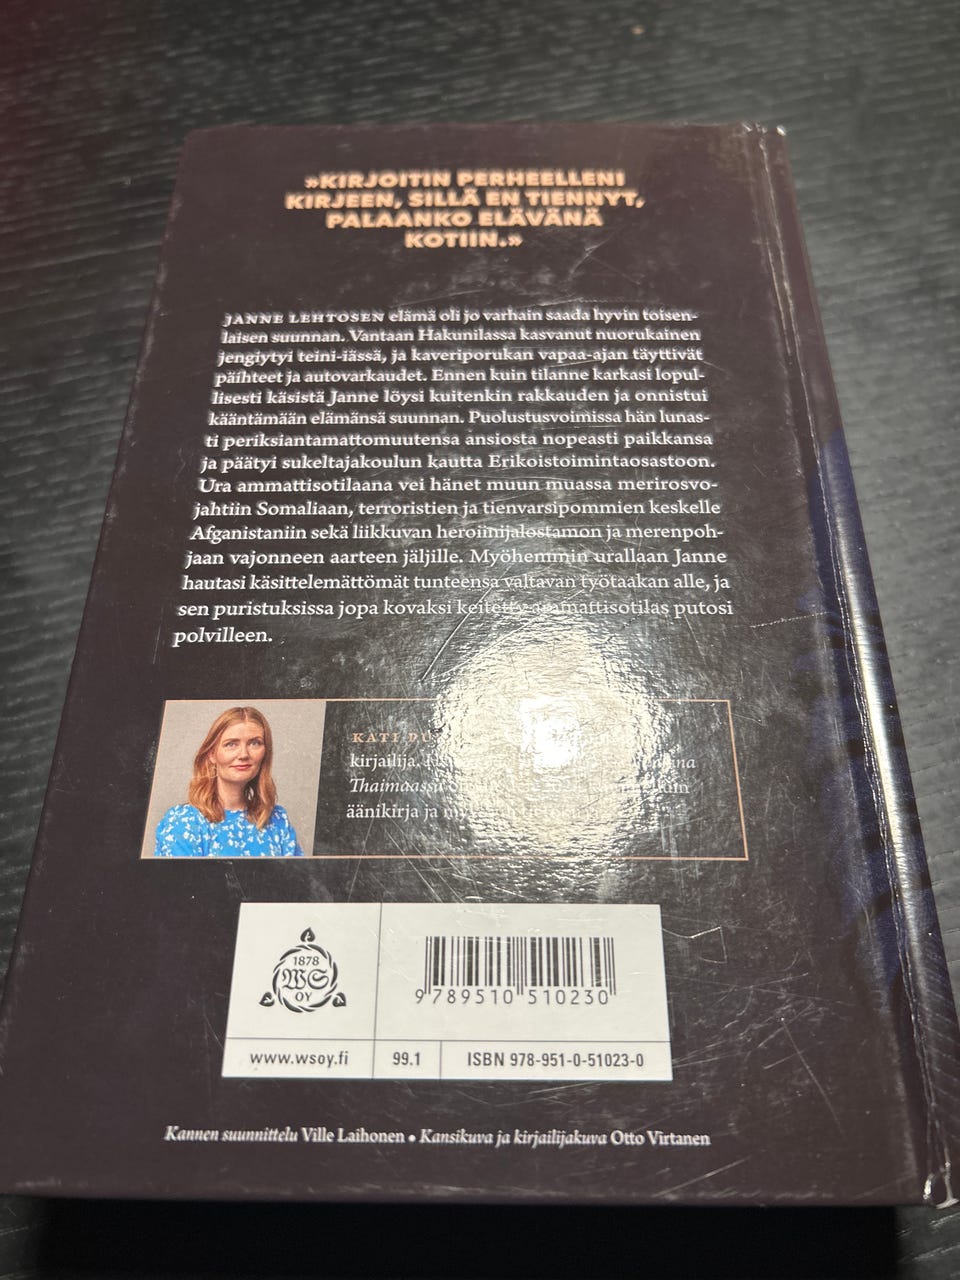 »KIRJOITIN PERHEELLENI
KIRJEEN, SILLÄ EN TIENNYT,
PALAANKO ELÄVÄNÄ
KOTIIN.»
JANNE LEHTOSEN elämä oli jo varhain saada hyvin toisen-
laisen suunnan. Vantaan Hakunilassa kasvanut nuorukainen
jengiytyi teini-iässä, ja kaveriporukan vapaa-ajan täyttivät
päihteet ja autovarkaudet. Ennen kuin tilanne karkasi lopul-
lisesti käsistä Janne löysi kuitenkin rakkauden ja onnistui
kääntämään elämänsä suunnan. Puolustusvoimissa hän lunas-
ti periksiantamattomuutensa ansiosta nopeasti paikkansa
ja päätyi sukeltajakoulun kautta Erikoistoimintaosastoon.
Ura ammattisotilaana vei hänet muun muassa merirosvo-
jahtiin Somaliaan, terroristien ja tienvarsipommien keskelle
Afganistaniin sekä liikkuvan heroiinijalostamon ja merenpoh-
jaan vajonneen aarteen jäljille. Myöhemmin urallaan Janne
hautasi käsittelemättömät tunteensa valtavan työtaakan alle, ja
sen puristuksissa jopa kovaksi keitetty ammattisotilas putosi
polvilleen.
KATI
kirjailija.
Thaimaassa
äänikirja ja
1878
WS
OY
9 789510 510230
www.wsoy.fi
99.1
ISBN 978-951-0-51023-0
Kannen suunnittelu Ville Laihonen • Kansikuva ja kirjailijakuva Otto Virtanen